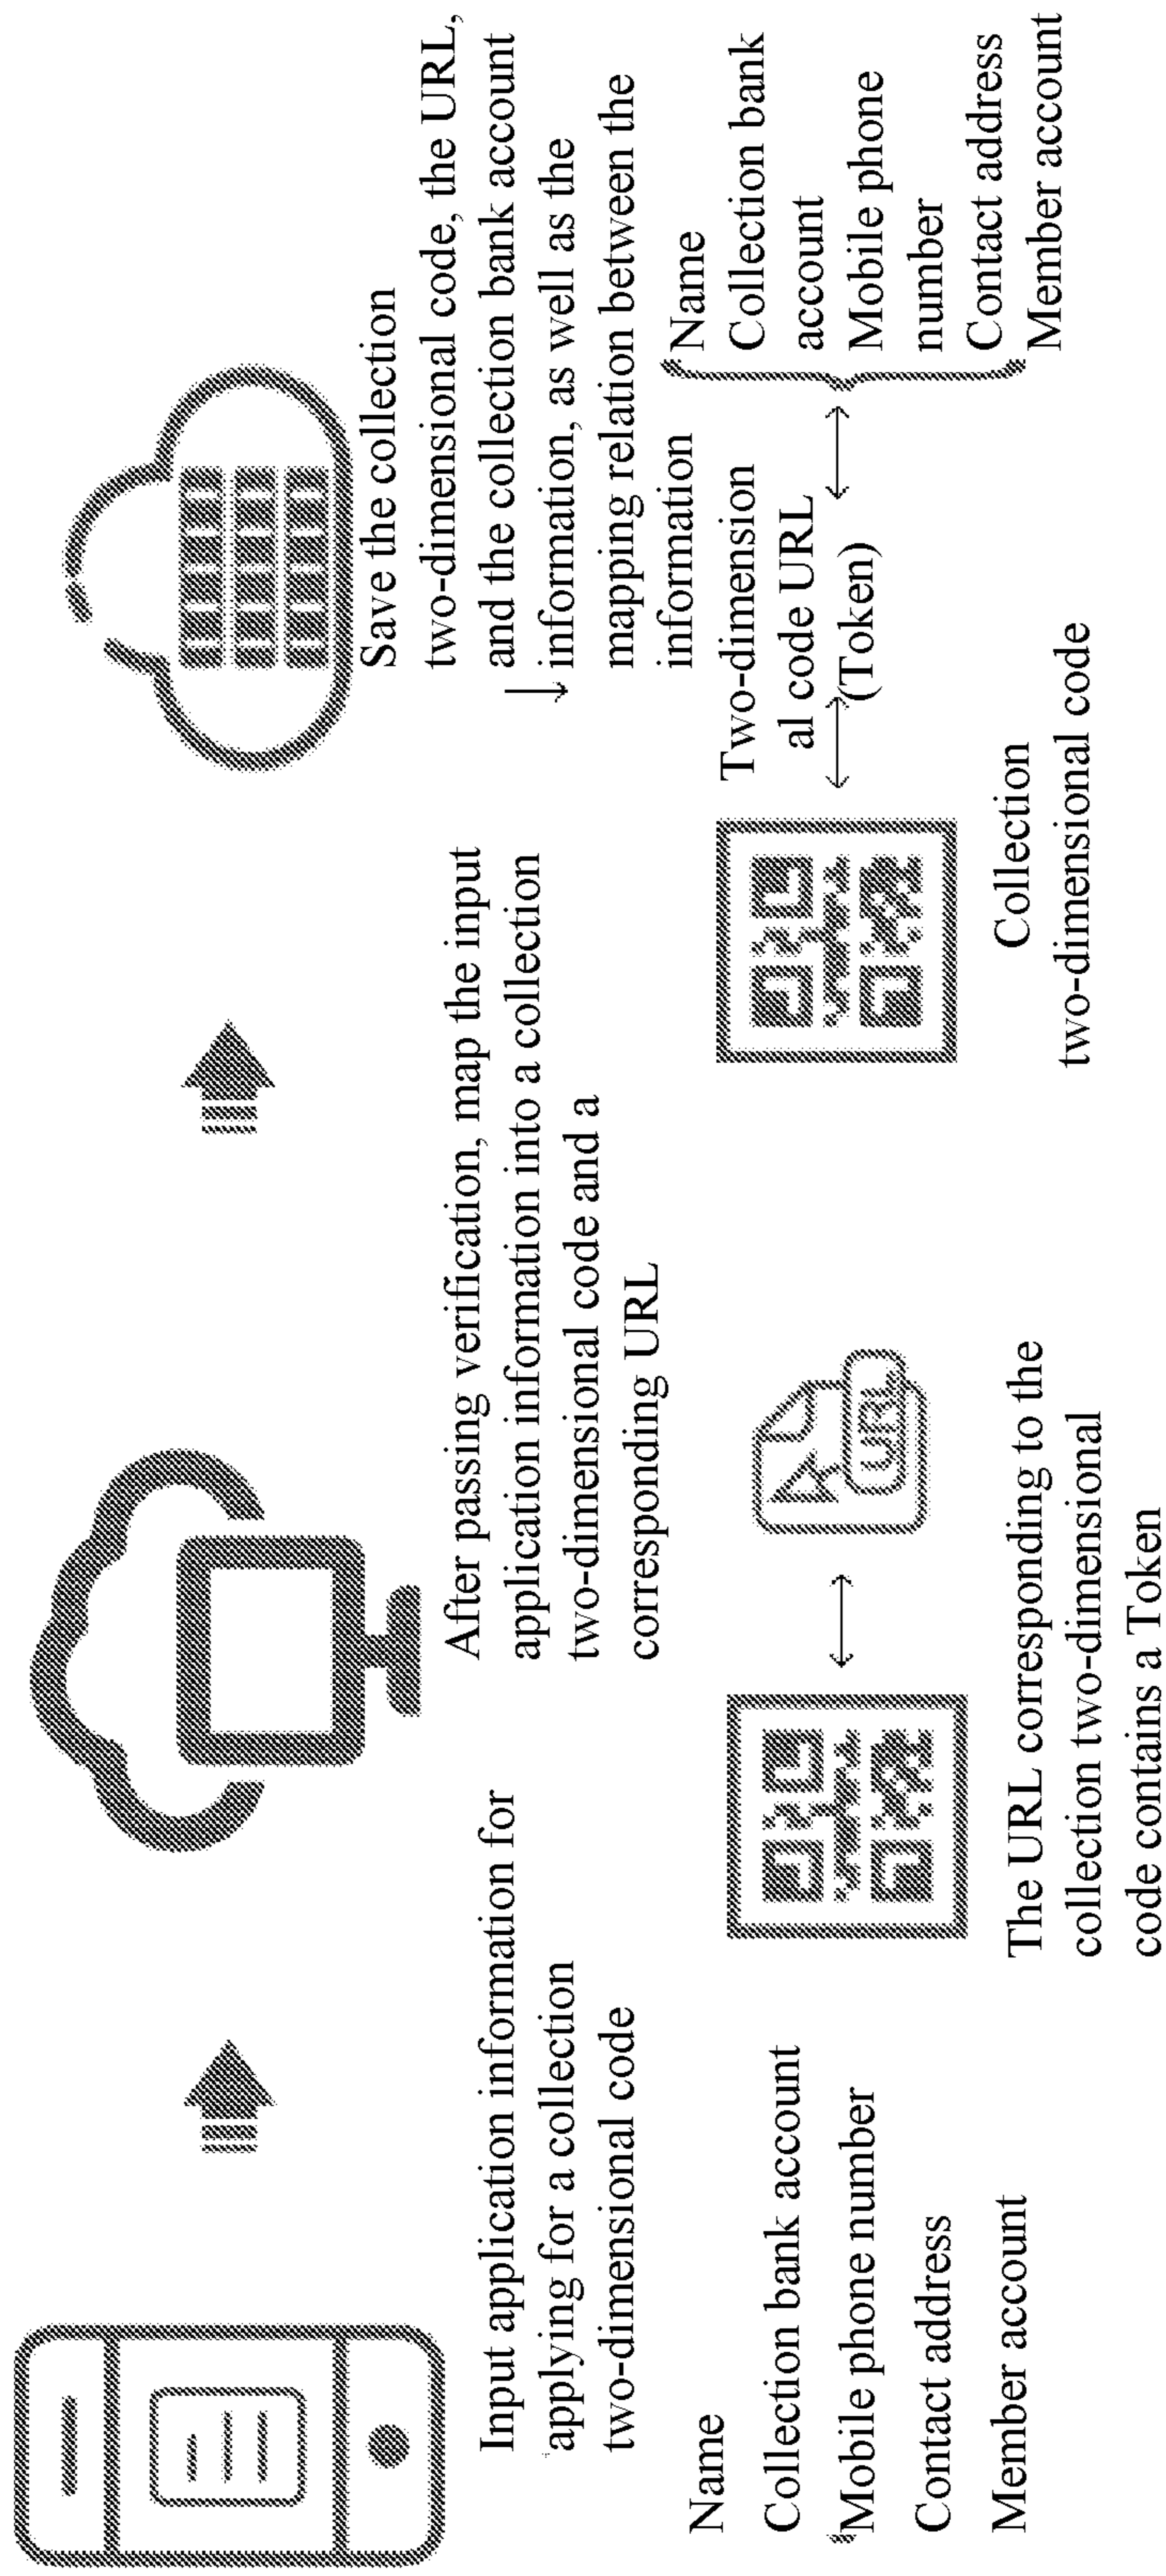 Input application information for
applying for a collection
two-dimensional code
Name
Collection bank account
Mobile phone number
Contact address
Member account
After passing verification, map the input
application information into a collection
two-dimensional code and a
corresponding URL
URL
The URL corresponding to the
collection two-dimensional
code contains a Token
Save the collection
two-dimensional code, the URL,
and the collection bank account
information, as well as the
mapping relation between the
information
Two-dimension
al code URL
(Token)
Collection
two-dimensional code
Name
Collection bank
account
Mobile phone
number
Contact address
Member account